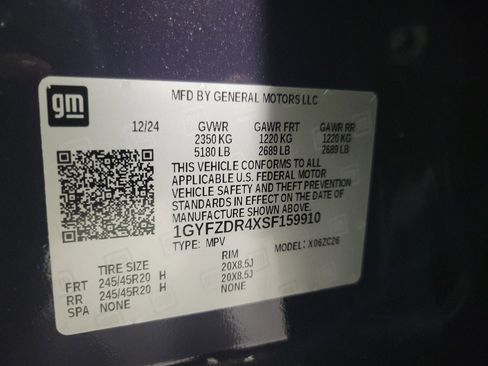 gm
MFD BY GENERAL MOTORS LLC
12/24 GVWR GAWR FRT GAWR RR
2350 KG 1220 KG 1220 KG
5180 LB 2689 LB 2689 LB
THIS VEHICLE CONFORMS TO ALL
APPLICABLE U.S. FEDERAL MOTOR
VEHICLE SAFETY AND THEFT PREVENTION
STANDARDS IN EFFECT ON THE DATE OF
MANUFACTURE SHOWN ABOVE.
1GYFZDR4XSF159910
TYPE: MPV MODEL: X06ZC26
TIRE SIZE RIM
FRT 245/45R20 H 20X8.5J
RR 245/45R20 H 20X8.5J
SPA NONE NONE